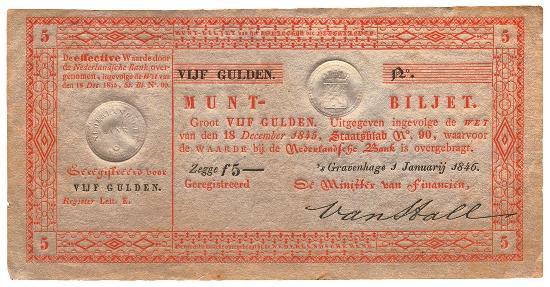 5
5
De effective Waarde door
de Nederlandsche Bank over-
genomen, ingevolge de WET van
den 18 Dec. 1845, St. Bl. No. 90.
Geregistreerd voor
VIJF GULDEN.
Register Lett. E.
VIJF GULDEN.
No.
MUNT-
BILJET.
Groot VIJF GULDEN. Uitgegeven ingevolge de WET
van den 18 December 1845, Staatsblad No. 90, waarvoor
de WAARDE bij de Nederlandsche Bank is overgebragt.
Zegge f5—
's Gravenhage 1 Januarij 1846.
Geregistreerd
De Minister van Financien,
van Hall
5
5